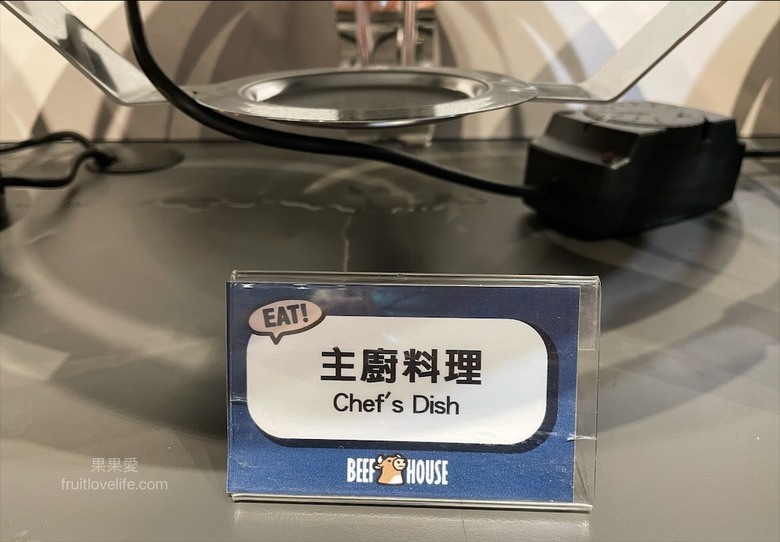 EAT!
主廚料理
Chef's Dish
BEEF HOUSE
果果愛
fruitlovelife.com